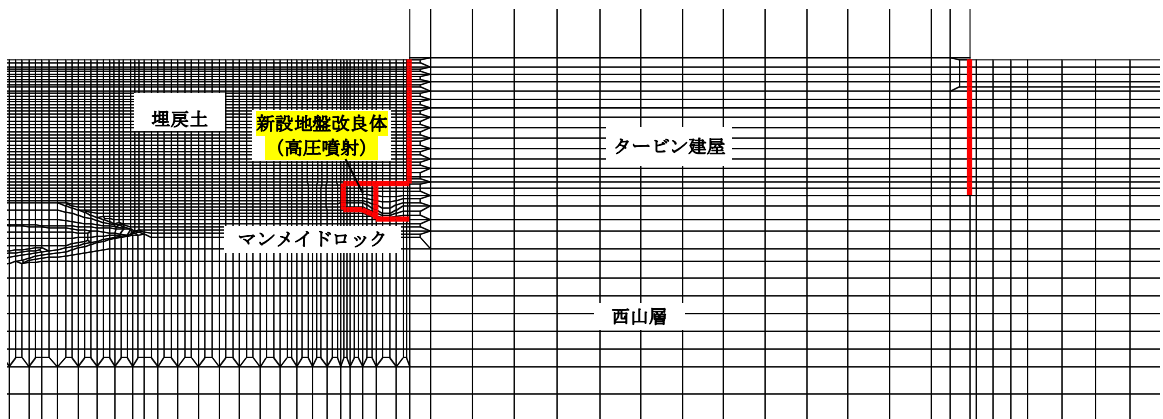 埋戻土
新設地盤改良体
（高圧噴射）
タービン建屋
マンメイドロック
西山層